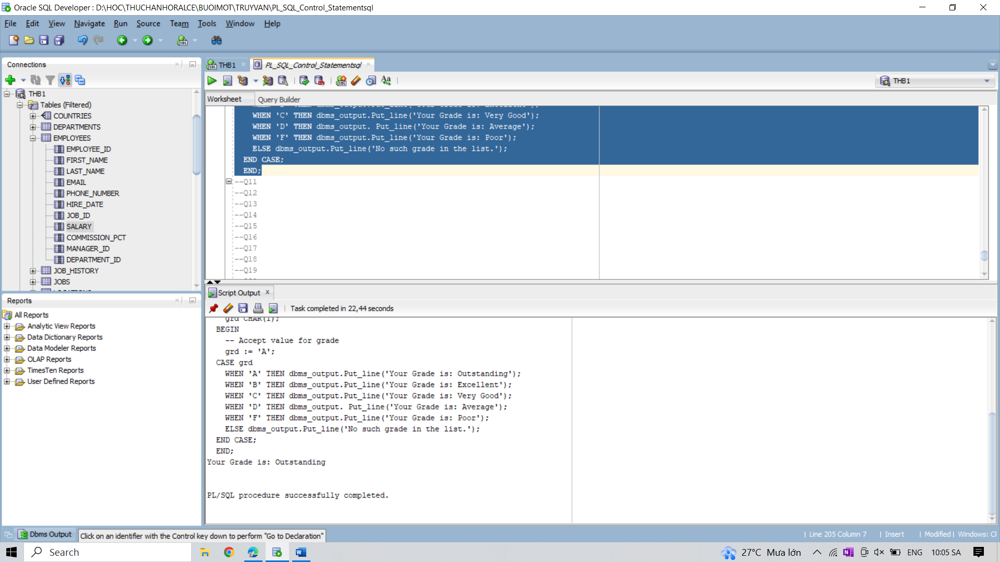 Oracle SQL Developer : D:\HOC\THUCHANHORALCE\BUOIMOT\TRUYVAN\PL_SQL_Control_Statementsql
File Edit View Navigate Run Source Team Tools Window Help
Connections
THB1
Tables (Filtered)
COUNTRIES
DEPARTMENTS
EMPLOYEES
EMPLOYEE_ID
FIRST_NAME
LAST_NAME
EMAIL
PHONE_NUMBER
HIRE_DATE
JOB_ID
SALARY
COMMISSION_PCT
MANAGER_ID
DEPARTMENT_ID
JOB_HISTORY
JOBS
Reports
All Reports
Analytic View Reports
Data Dictionary Reports
Data Modeler Reports
OLAP Reports
TimesTen Reports
User Defined Reports
THB1 PL_SQL_Control_Statementsql
THB1
Worksheet Query Builder
WHEN 'C' THEN dbms_output.Put_line('Your Grade is: Very Good');
WHEN 'D' THEN dbms_output. Put_line('Your Grade is: Average');
WHEN 'F' THEN dbms_output.Put_line('Your Grade is: Poor');
ELSE dbms_output.Put_line('No such grade in the list.');
END CASE;
END;
--Q11
--Q12
--Q13
--Q14
--Q15
--Q16
--Q17
--Q18
--Q19
Script Output
Task completed in 22,44 seconds
grd CHAR(1);
BEGIN
-- Accept value for grade
grd := 'A';
CASE grd
WHEN 'A' THEN dbms_output.Put_line('Your Grade is: Outstanding');
WHEN 'B' THEN dbms_output.Put_line('Your Grade is: Excellent');
WHEN 'C' THEN dbms_output.Put_line('Your Grade is: Very Good');
WHEN 'D' THEN dbms_output. Put_line('Your Grade is: Average');
WHEN 'F' THEN dbms_output.Put_line('Your Grade is: Poor');
ELSE dbms_output.Put_line('No such grade in the list.');
END CASE;
END;
Your Grade is: Outstanding
PL/SQL procedure successfully completed.
Dbms Output Click on an identifier with the Control key down to perform "Go to Declaration" | Line 205 Column 7 | Insert | Modified | Windows: CF
Search 27°C Mưa lớn ENG 10:05 SA